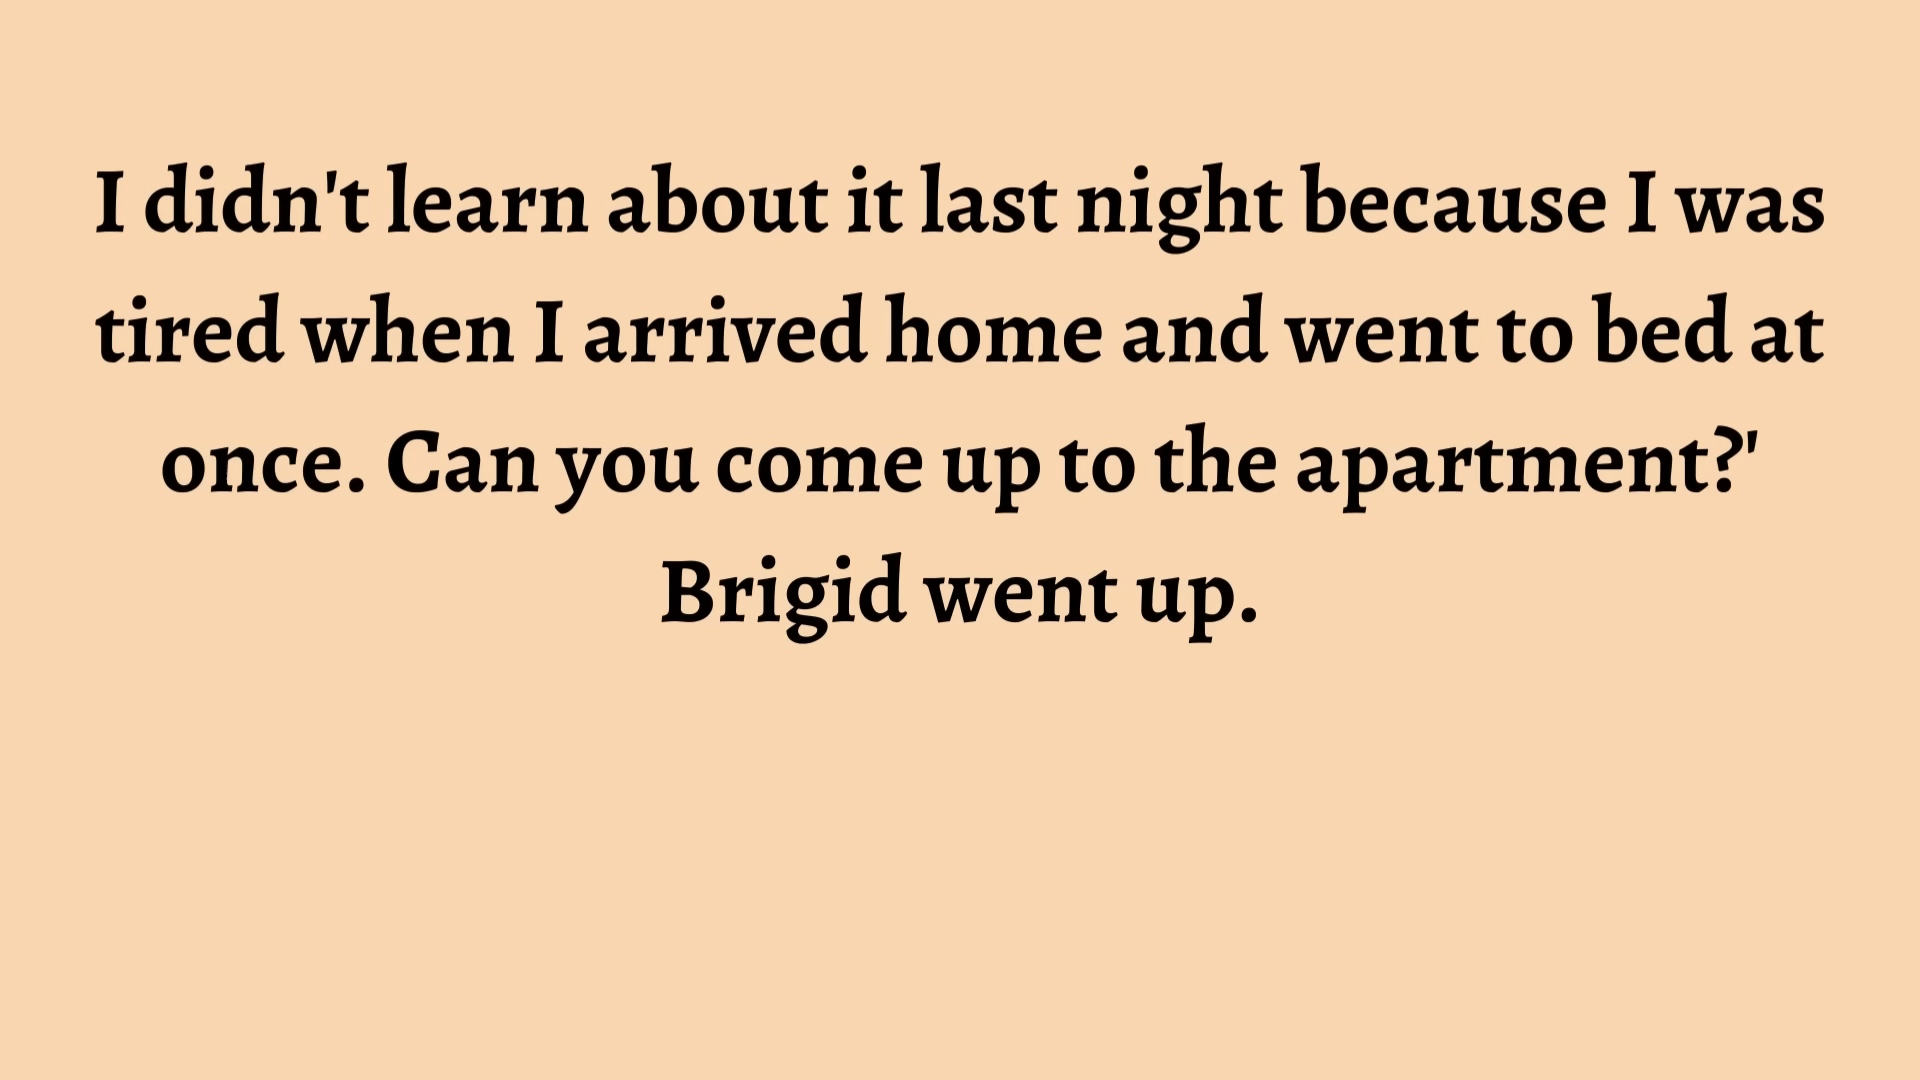 I didn't learn about it last night because I was
tired when I arrived home and went to bed at
once. Can you come up to the apartment?'
Brigid went up.